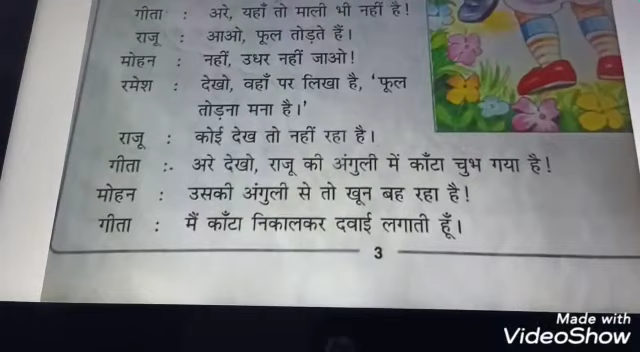 गीता : अरे, यहाँ तो माली भी नहीं है!
राजू : आओ, फूल तोड़ते हैं।
मोहन : नहीं, उधर नहीं जाओ!
रमेश : देखो, वहाँ पर लिखा है, ‘फूल
तोड़ना मना है।’
राजू : कोई देख तो नहीं रहा है।
गीता :- अरे देखो, राजू की अंगुली में काँटा चुभ गया है!
मोहन : उसकी अंगुली से तो खून बह रहा है!
गीता : मैं काँटा निकालकर दवाई लगाती हूँ।
3
Made with
VideoShow